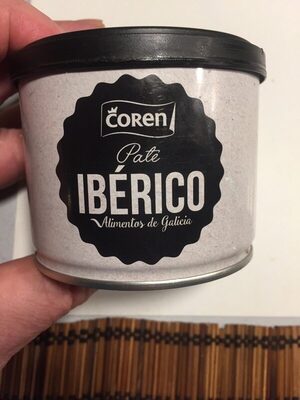 COREN
Paté
IBÉRICO
Alimentos de Galicia